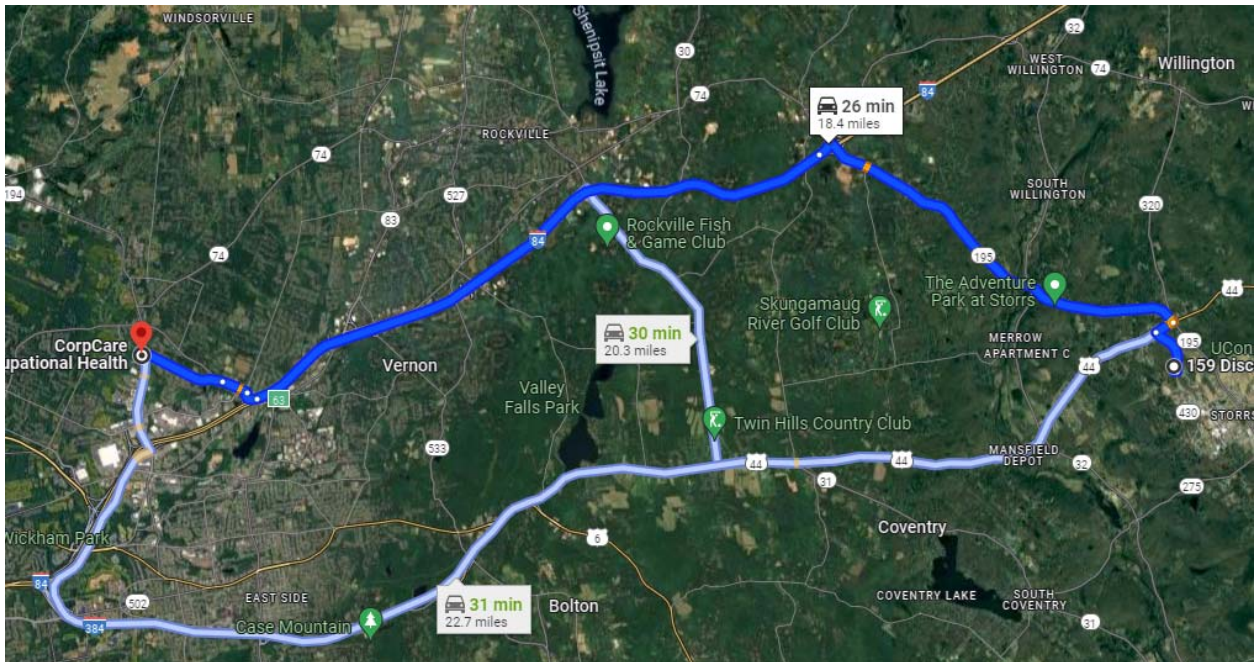 WINDSORVILLE
Shenipsit Lake
30
32
WEST
WILLINGTON
74
Willington
84
26 min
18.4 miles
74
ROCKVILLE
74
194
527
83
SOUTH
WILLINGTON
320
74
84
Rockville Fish
& Game Club
195
The Adventure
Park at Storrs
44
Skungamaug
River Golf Club
CorpCare
upational Health
30 min
20.3 miles
MERROW
APARTMENT C
195
UCon
159 Disc
44
Vernon
63
Valley
Falls Park
430
STORRS
Twin Hills Country Club
533
44
44
MANSFIELD
DEPOT
32
31
275
Wickham Park
6
Coventry
84
502
EAST SIDE
31 min
22.7 miles
Bolton
COVENTRY LAKE
SOUTH
COVENTRY
384
Case Mountain
31